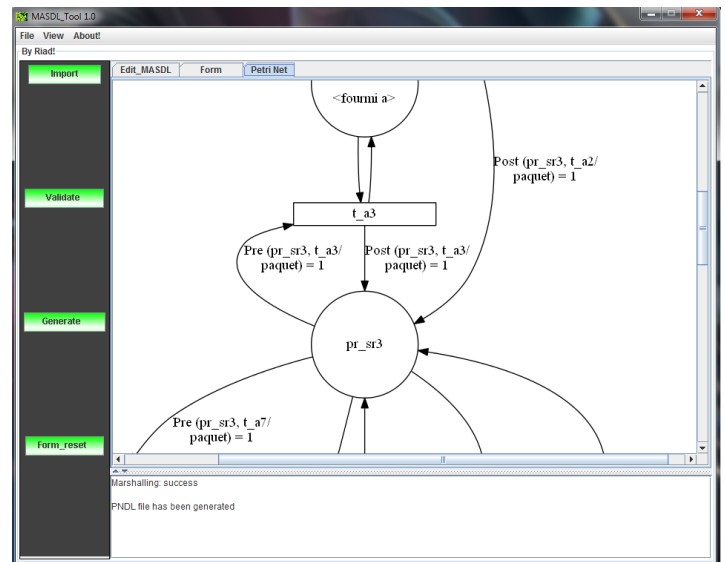 MASDL_Tool 1.0
File View About!
By Riad!
Import
Validate
Generate
Form_reset
Edit_MASDL Form Petri Net
<fourmi a>
Post (pr_sr3, t_a2/
paquet) = 1
t_a3
Pre (pr_sr3, t_a3/
paquet) = 1
Post (pr_sr3, t_a3/
paquet) = 1
pr_sr3
Pre (pr_sr3, t_a7/
paquet) = 1
Marshalling: success
PNDL file has been generated